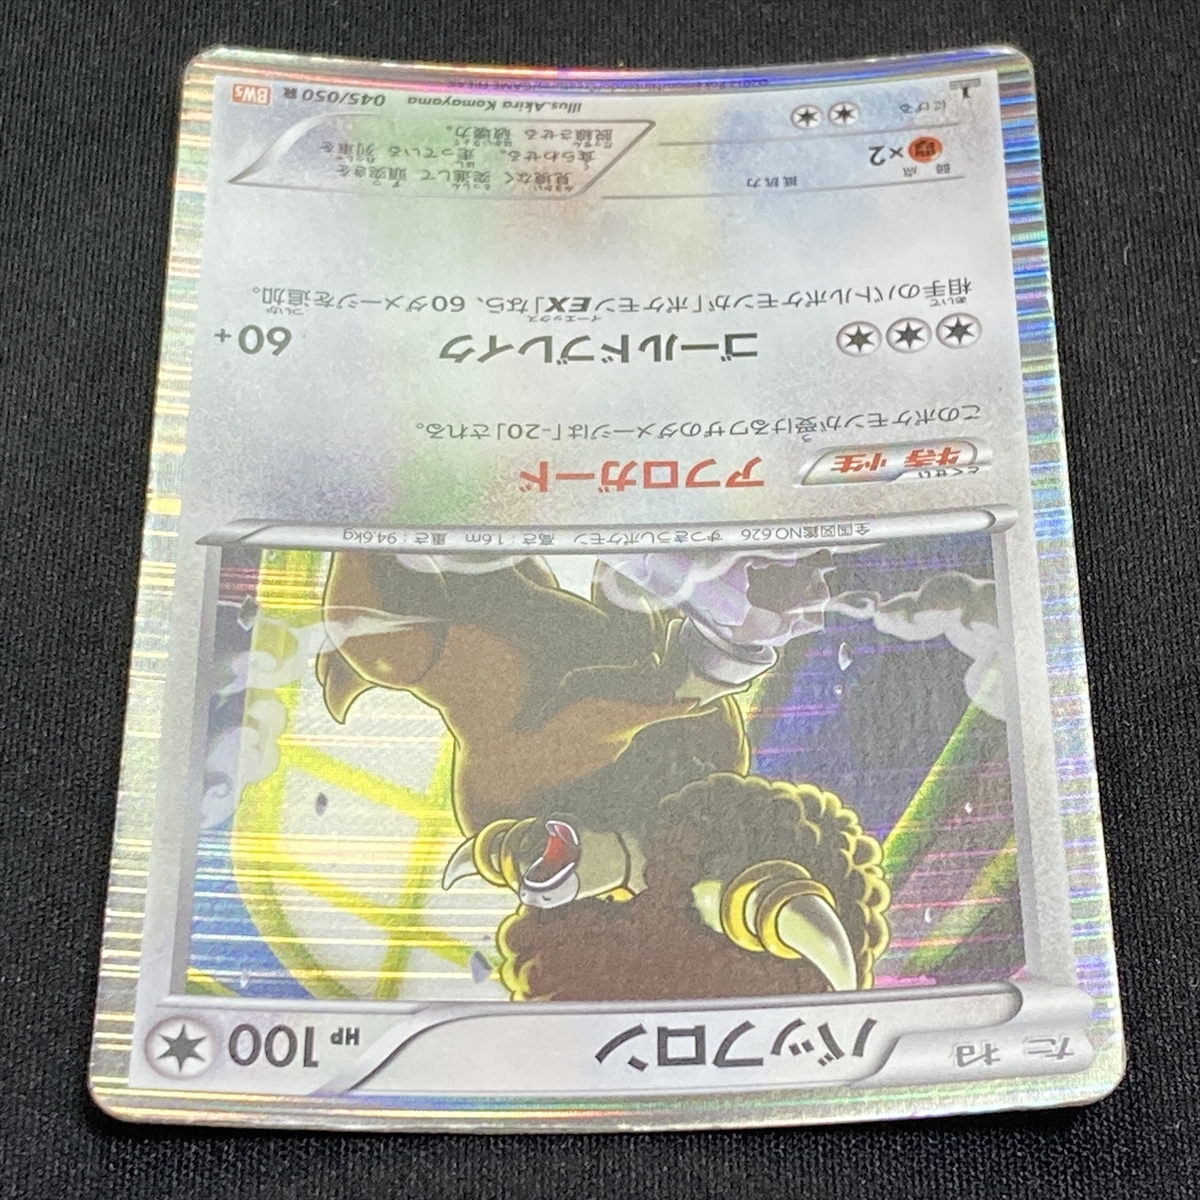 たね バッフロン HP 100
全国図鑑NO.626 ずつきうしポケモン 高さ：1.6m 重さ：94.6kg
とくせい
特性 アフロガード
このポケモンが受けるワザのダメージは「-20」される。
ゴールドブレイク 60+
相手のバトルポケモンが「ポケモンEX」なら、60ダメージを追加。
弱点 ×2 抵抗力
にげる
見境なく 突進して 頭突きを
食らわせる。 走っている 列車を
脱線させる 破壊力。
Illus. Akira Komayama 045/050 R BW5